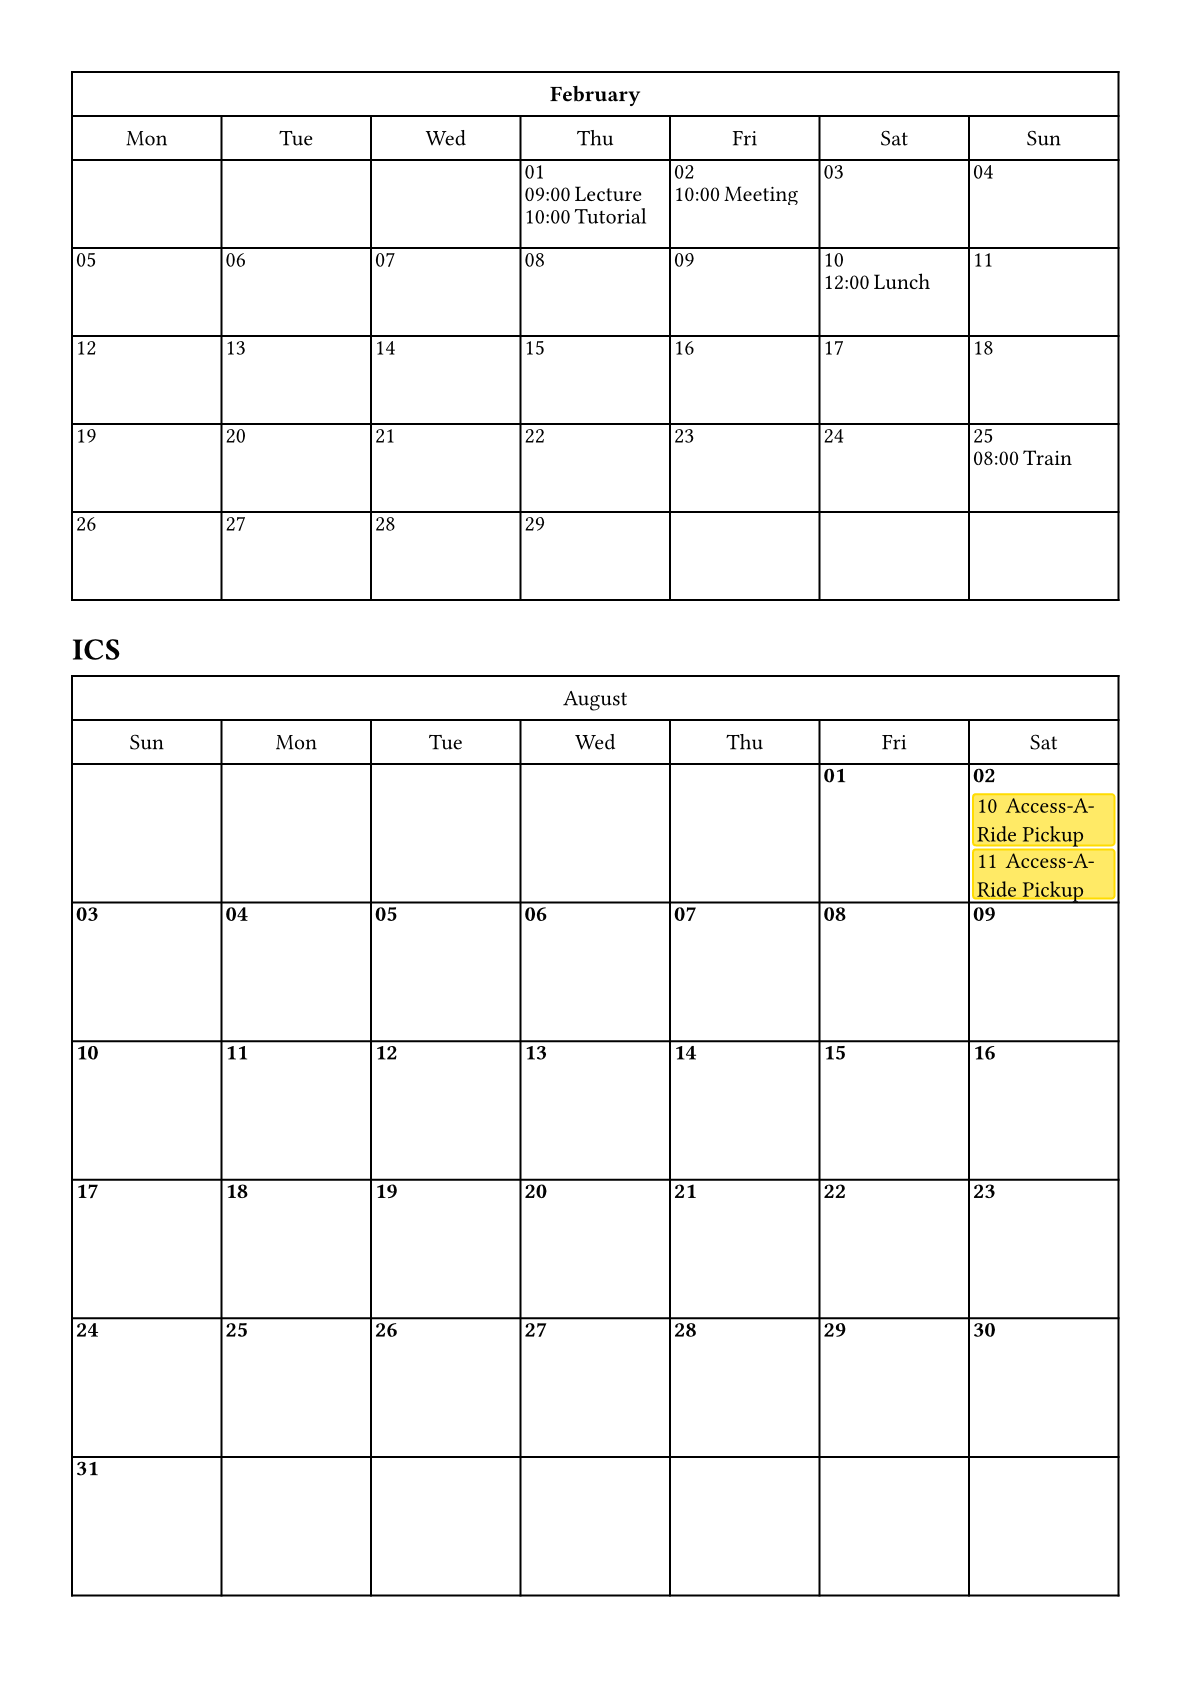 February
Mon Tue Wed Thu Fri Sat Sun
01 02 03 04
09:00 Lecture 10:00 Meeting
10:00 Tutorial
05 06 07 08 09 10 11
12:00 Lunch
12 13 14 15 16 17 18
19 20 21 22 23 24 25
08:00 Train
26 27 28 29
ICS
August
Sun Mon Tue Wed Thu Fri Sat
01 02
10 Access-A-
Ride Pickup
11 Access-A-
Ride Pickup
03 04 05 06 07 08 09
10 11 12 13 14 15 16
17 18 19 20 21 22 23
24 25 26 27 28 29 30
31